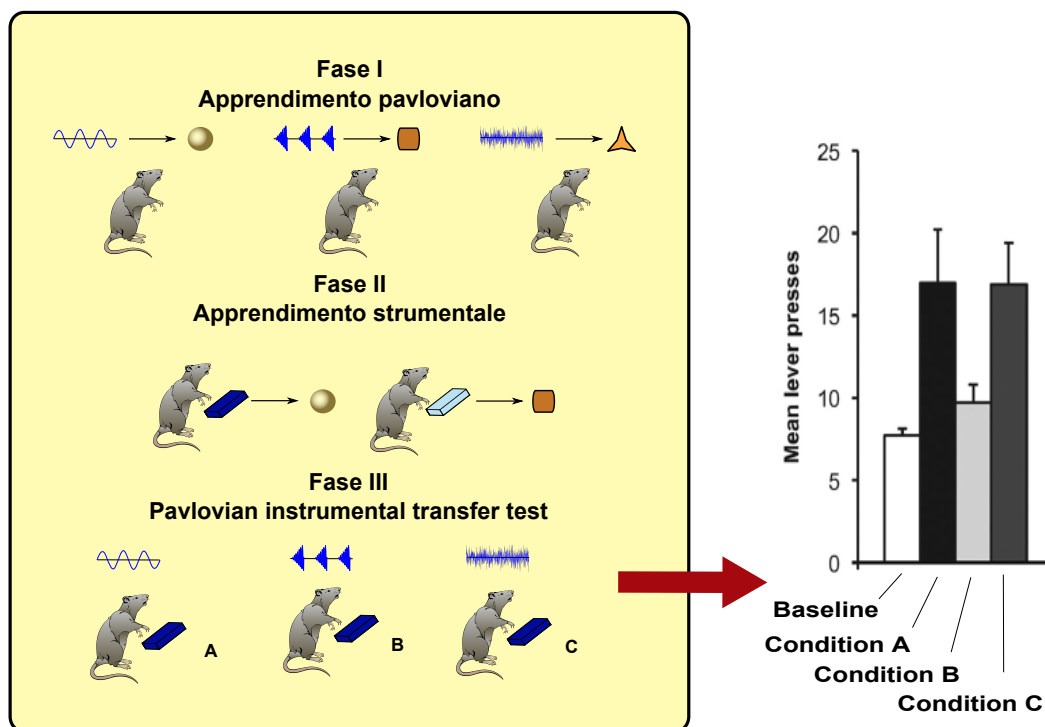 Fase I
Apprendimento pavloviano
Fase II
Apprendimento strumentale
Fase III
Pavlovian instrumental transfer test
A
B
C
Mean lever presses
25
20
15
10
5
0
Baseline
Condition A
Condition B
Condition C